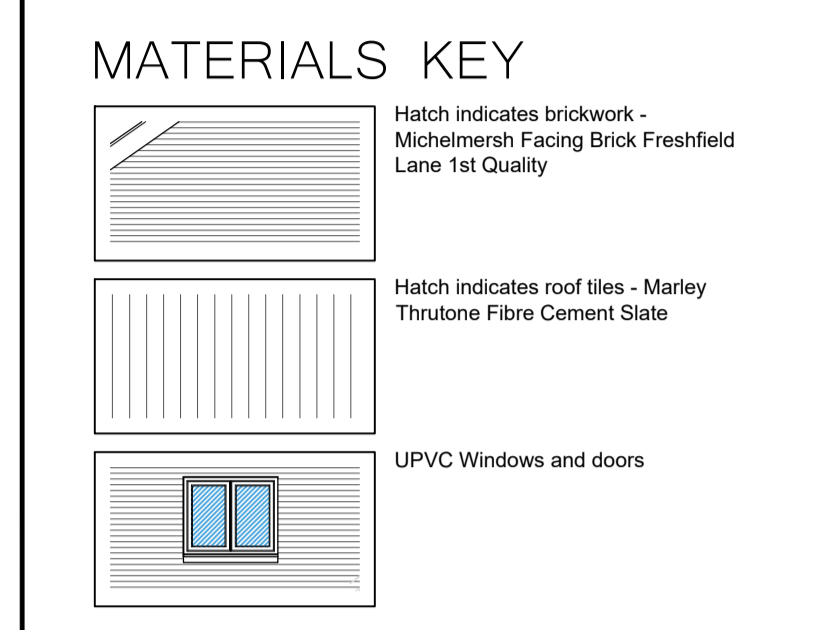 MATERIALS KEY
Hatch indicates brickwork -
Michelmersh Facing Brick Freshfield
Lane 1st Quality
Hatch indicates roof tiles - Marley
Thrutone Fibre Cement Slate
UPVC Windows and doors